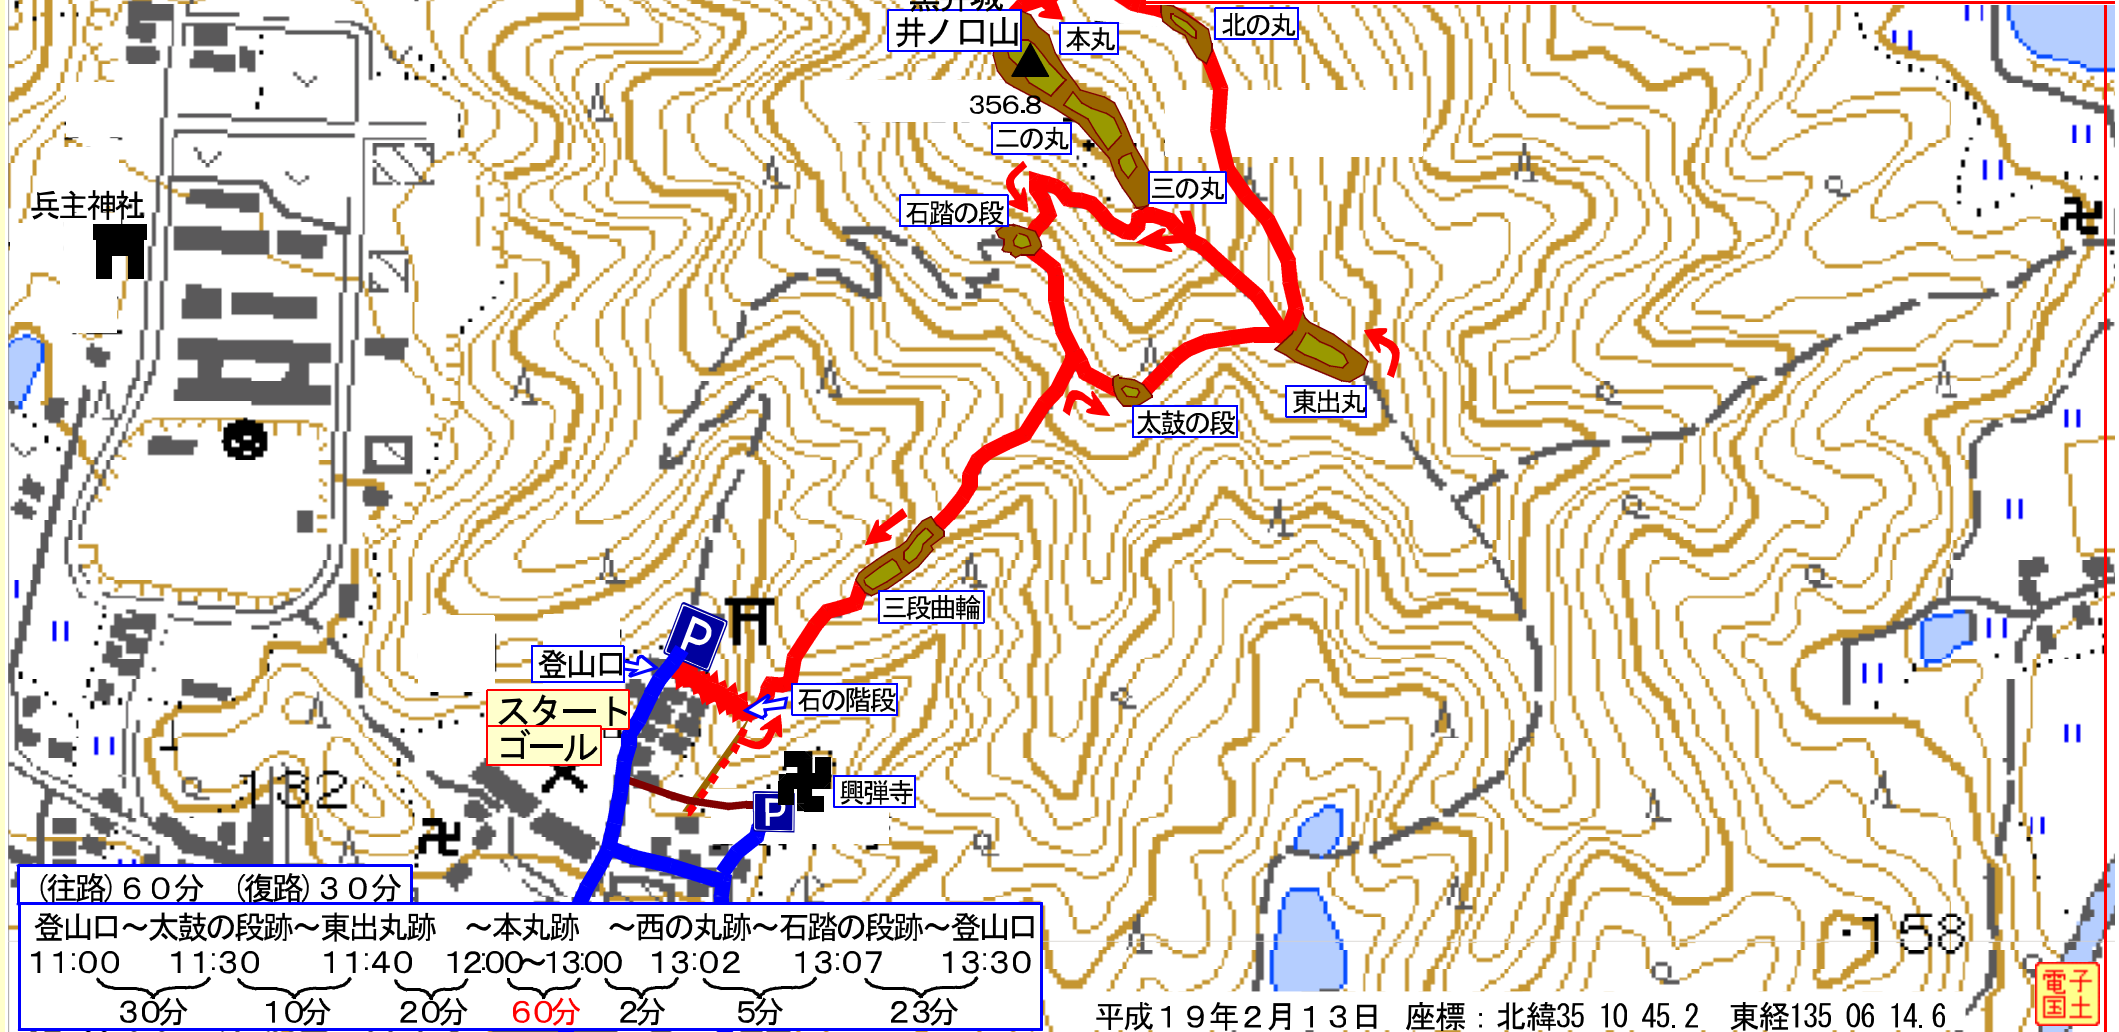 黒井城
井ノ口山
本丸
北の丸
356.8
二の丸
三の丸
兵主神社
石踏の段
東出丸
太鼓の段
三段曲輪
P
登山口
石の階段
スタート
ゴール
132
興弾寺
P
(往路)６０分 (復路)３０分
登山口～太鼓の段跡～東出丸跡 ～本丸跡 ～西の丸跡～石踏の段跡～登山口
11:00 11:30 11:40 12:00～13:00 13:02 13:07 13:30
30分 10分 20分 60分 2分 5分 23分
158
平成１９年２月１３日 座標：北緯35 10 45.2 東経135 06 14.6
電子
国土